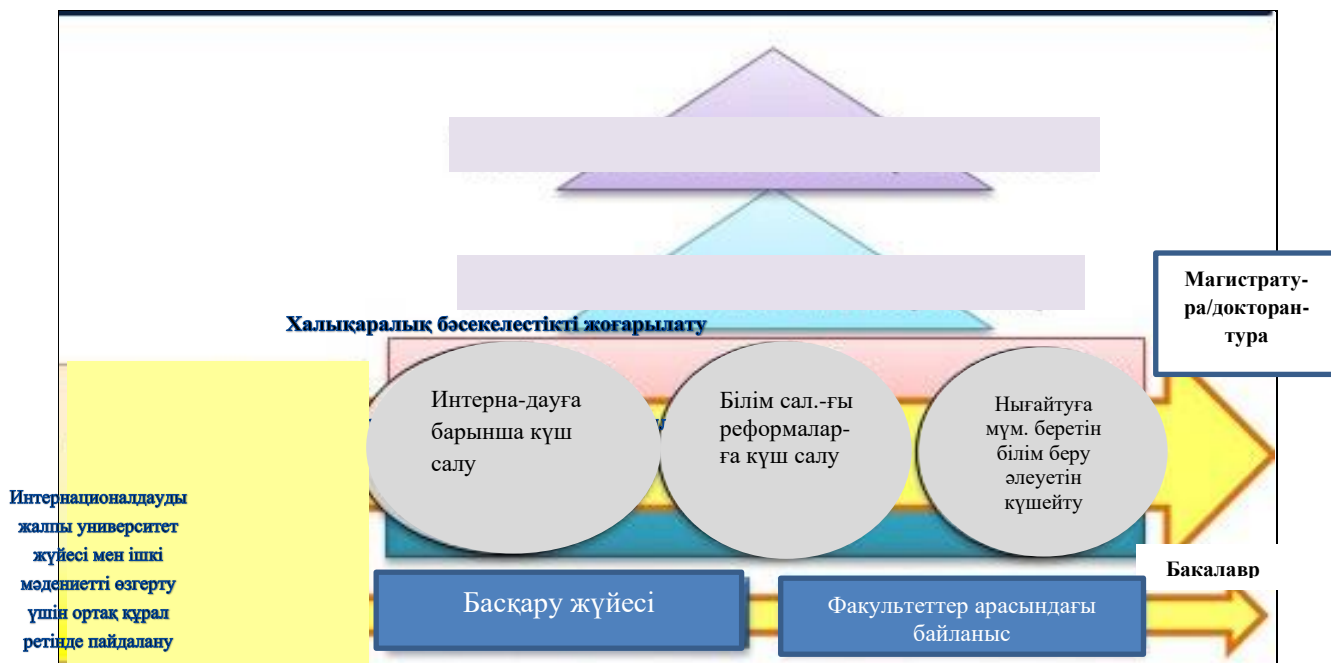 Магистрату-
ра/докторан-
тура
Халықаралық бәсекелестікті жоғарылату
Интерна-дауға
барынша күш
салу
Білім сал.-ғы
реформалар-
ға күш салу
Нығайтуға
мүм. беретін
білім беру
әлеуетін
күшейту
Интернационалдауды
жалпы университет
жүйесі мен ішкі
мәдениетті өзгерту
үшін ортақ құрал
ретінде пайдалану
Бакалавр
Басқару жүйесі
Факультеттер арасындағы
байланыс